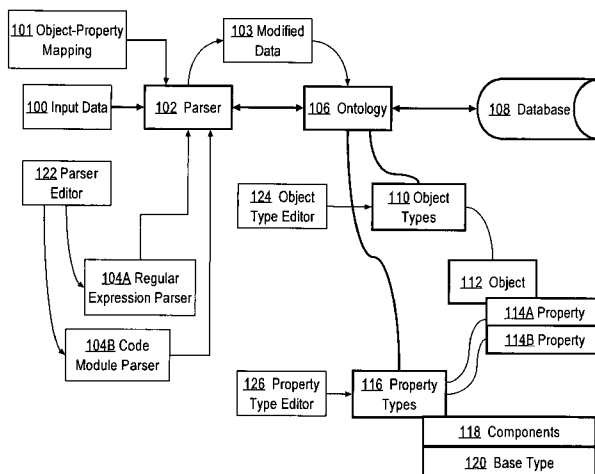 101 Object-Property
Mapping
103 Modified
Data
100 Input Data
102 Parser
106 Ontology
108 Database
122 Parser
Editor
124 Object
Type Editor
110 Object
Types
104A Regular
Expression Parser
112 Object
114A Property
114B Property
104B Code
Module Parser
126 Property
Type Editor
116 Property
Types
118 Components
120 Base Type